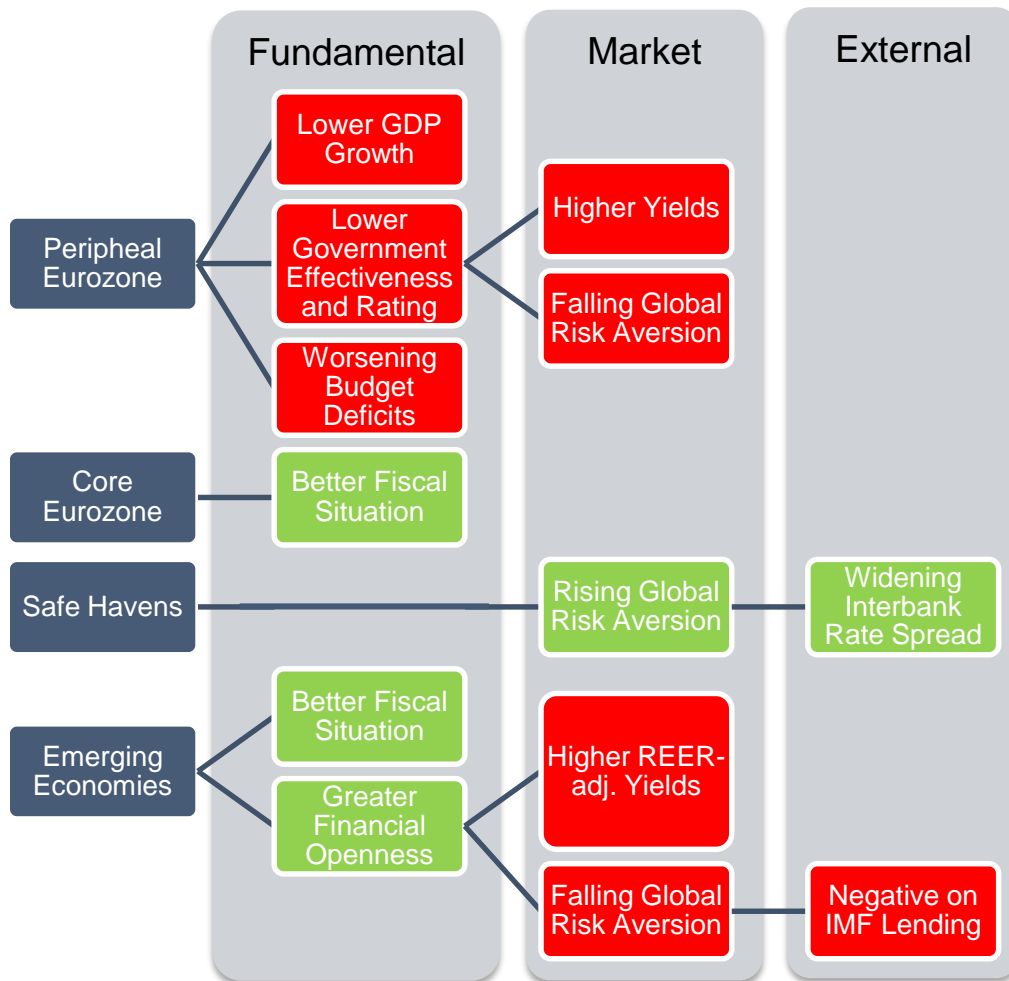 Fundamental
Market
External
Peripheal
Eurozone
Lower GDP
Growth
Lower
Government
Effectiveness
and Rating
Worsening
Budget
Deficits
Higher Yields
Falling Global
Risk Aversion
Core
Eurozone
Better Fiscal
Situation
Safe Havens
Rising Global
Risk Aversion
Widening
Interbank
Rate Spread
Emerging
Economies
Better Fiscal
Situation
Greater
Financial
Openness
Higher REER-
adj. Yields
Falling Global
Risk Aversion
Negative on
IMF Lending